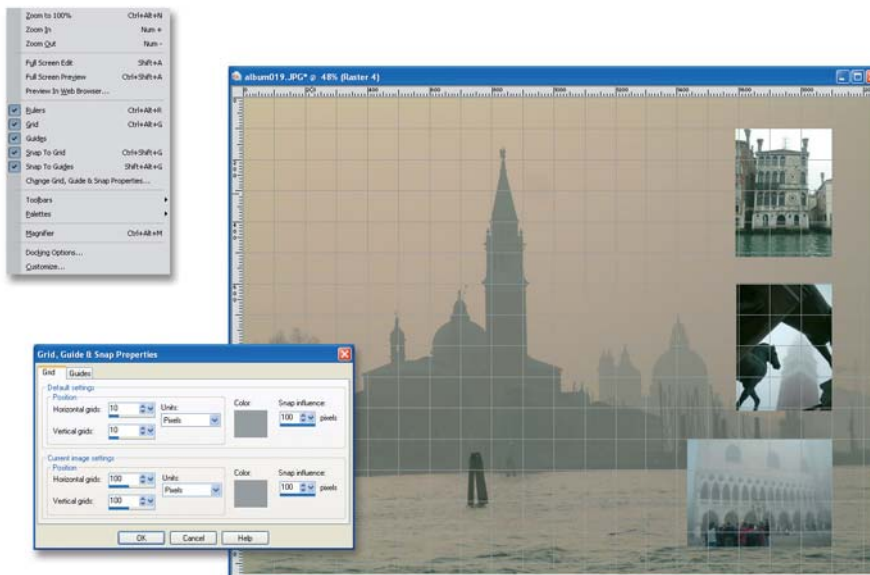 Zoom to 100% Ctrl+Alt+N
Zoom In Num +
Zoom Out Num -
Full Screen Edit Shift+A
Full Screen Preview Ctrl+Shift+A
Preview In Web Browser...
Rulers Ctrl+Alt+R
Grid Ctrl+Alt+G
Guides
Snap To Grid Ctrl+Shift+G
Snap To Guides Shift+Alt+G
Change Grid, Guide & Snap Properties...
Toolbars
Palettes
Magnifier Ctrl+Alt+M
Docking Options...
Customize...
album019.JPG* @ 48% (Raster 4)
Grid, Guide & Snap Properties
Grid Guides
Default settings
Position
Horizontal grids: 10
Units:
Pixels
Color:
Snap influence:
100 pixels
Vertical grids: 10
Current image settings
Position
Horizontal grids: 100
Units:
Pixels
Color:
Snap influence:
100 pixels
Vertical grids: 100
OK Cancel Help